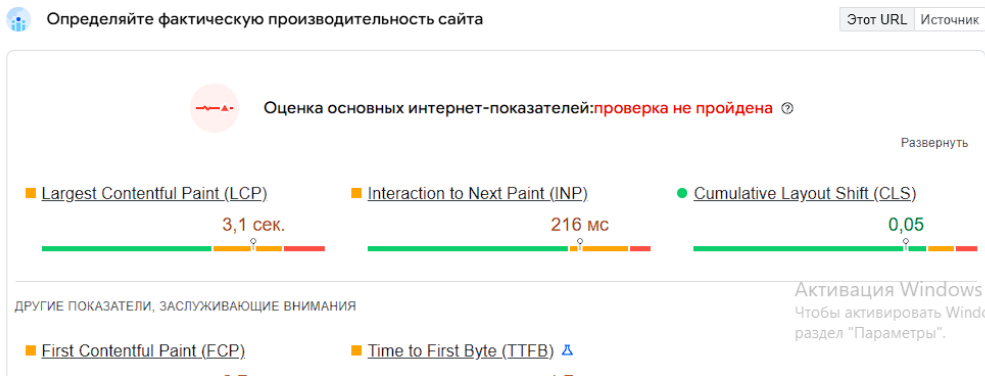 Определяйте фактическую производительность сайта
Этот URL Источник
Оценка основных интернет-показателей:проверка не пройдена
Развернуть
Largest Contentful Paint (LCP) Interaction to Next Paint (INP) Cumulative Layout Shift (CLS)
3,1 сек. 216 мс 0,05
ДРУГИЕ ПОКАЗАТЕЛИ, ЗАСЛУЖИВАЮЩИЕ ВНИМАНИЯ
Активация Windows
Чтобы активировать
раздел "Параметры".
First Contentful Paint (FCP) Time to First Byte (TTFB)